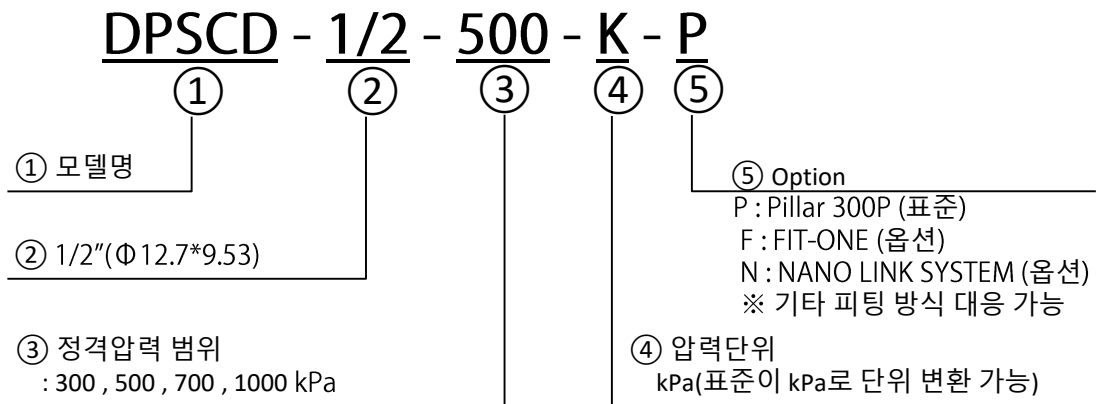 DPSCD - 1/2 - 500 - K - P
① ② ③ ④ ⑤
① 모델명
② 1/2"(Φ12.7*9.53)
③ 정격압력 범위
: 300 , 500 , 700 , 1000 kPa
⑤ Option
P : Pillar 300P (표준)
F : FIT-ONE (옵션)
N : NANO LINK SYSTEM (옵션)
※ 기타 피팅 방식 대응 가능
④ 압력단위
kPa(표준이 kPa로 단위 변환 가능)